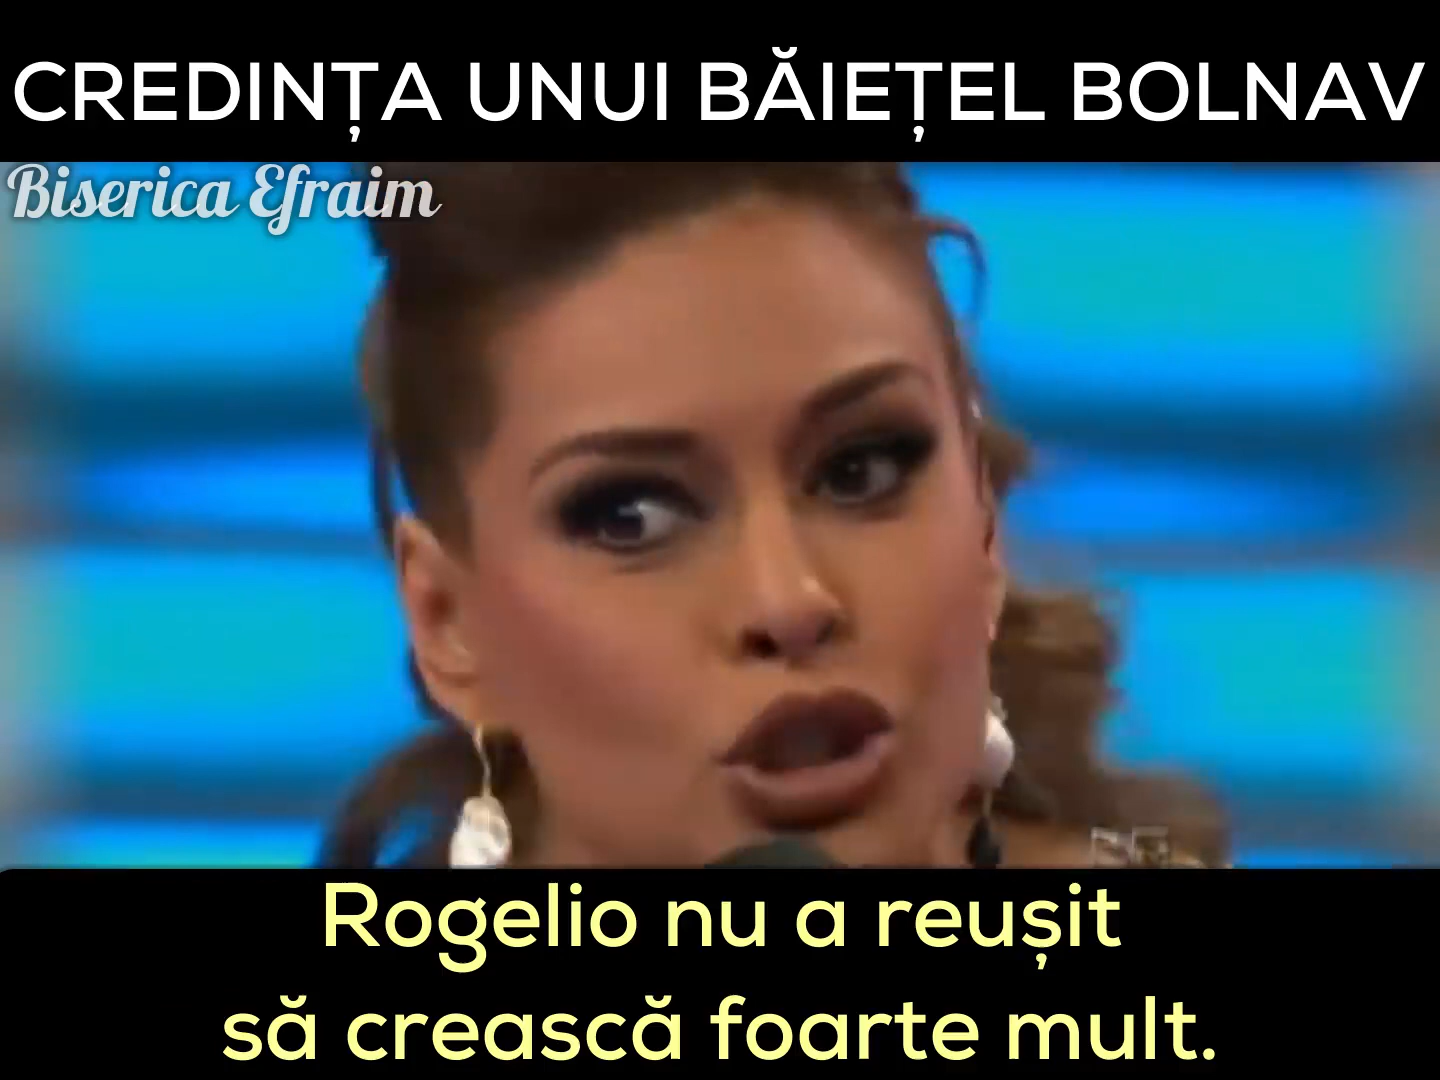 CREDINȚA UNUI BĂIEȚEL BOLNAV
Biserica Efraim
Rogelio nu a reușit
să crească foarte mult.